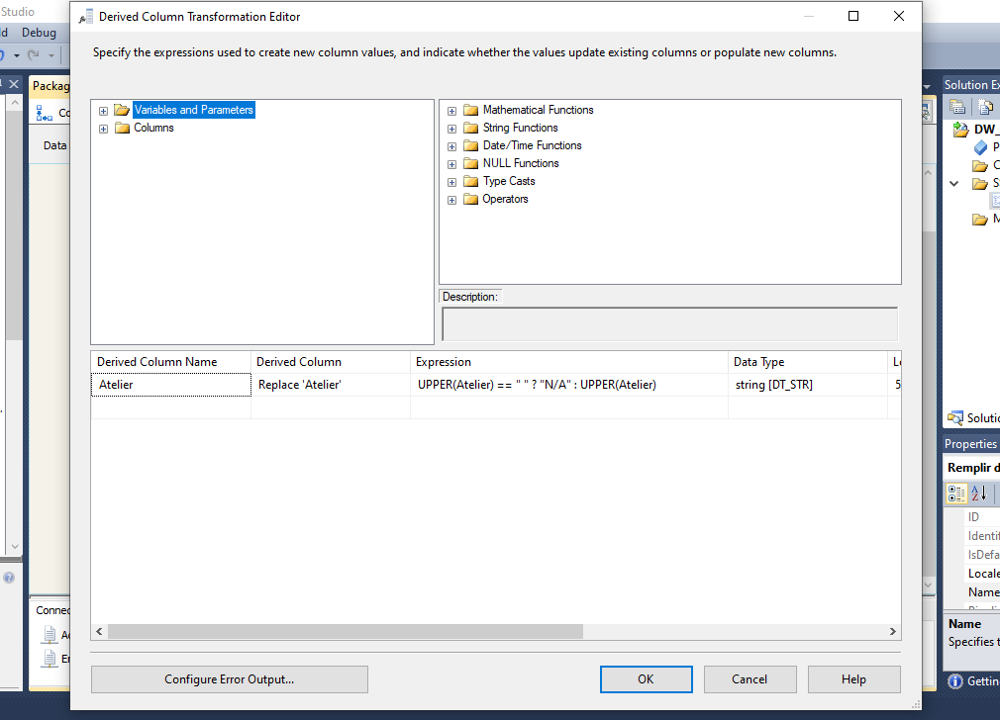 Studio
Derived Column Transformation Editor
Debug
Specify the expressions used to create new column values, and indicate whether the values update existing columns or populate new columns.
Packag
Solution Ex
Variables and Parameters
Columns
Mathematical Functions
String Functions
Date/Time Functions
NULL Functions
Type Casts
Operators
Data
DW_
Description:
Derived Column Name Derived Column Expression Data Type
Atelier Replace 'Atelier' UPPER(Atelier) == " " ? "N/A" : UPPER(Atelier) string [DT_STR] 5
Solutio
Properties
Remplir d
ID
Identif
IsDefa
Locale
Name
Connec
Name
Specifies t
Configure Error Output... OK Cancel Help
Gettin